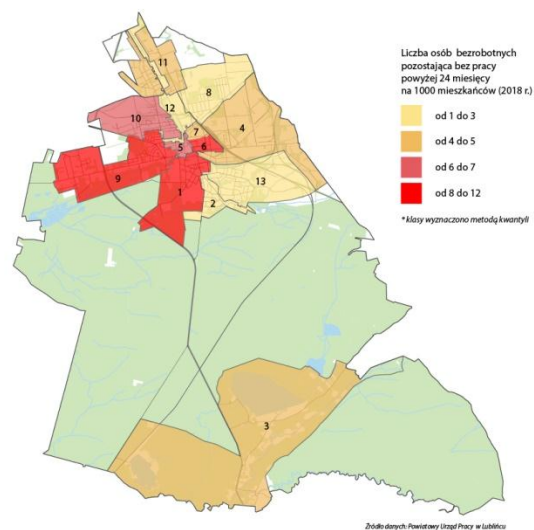 Liczba osób bezrobotnych
pozostająca bez pracy
powyżej 24 miesięcy
na 1000 mieszkańców (2018 r.)
od 1 do 3
od 4 do 5
od 6 do 7
od 8 do 12
* klasy wyznaczono metodą kwantyli
11
8
12
10
4
7
6
5
9
1
13
2
3
Źródło danych: Powiatowy Urząd Pracy w Lublińcu